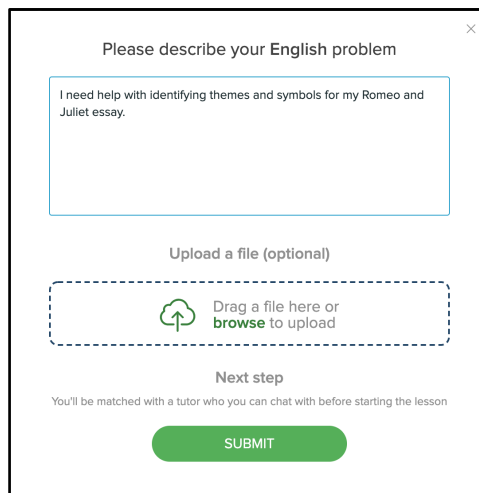 Please describe your English problem
I need help with identifying themes and symbols for my Romeo and
Juliet essay.
Upload a file (optional)
Drag a file here or
browse to upload
Next step
You'll be matched with a tutor who you can chat with before starting the lesson
SUBMIT